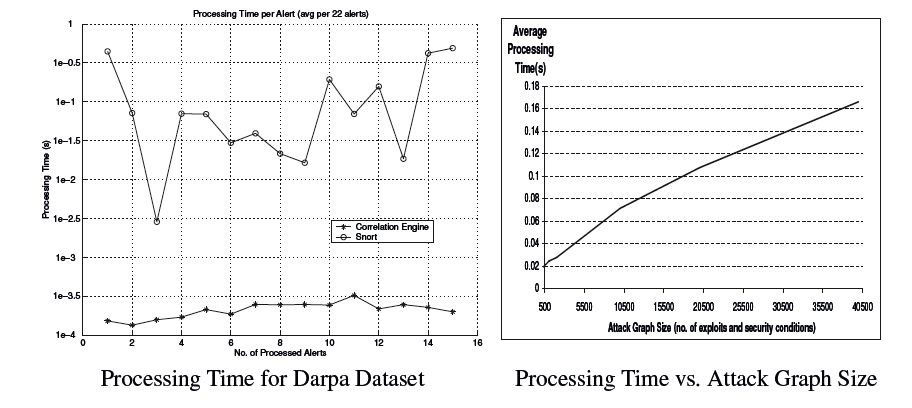 Processing Time per Alert (avg per 22 alerts)
1
1e–0.5
1e–1
1e–1.5
1e–2
1e–2.5
1e–3
1e–3.5
1e–4
Processing Time (s)
Correlation Engine
Snort
0 2 4 6 8 10 12 14 16
No. of Processed Alerts
Processing Time for Darpa Dataset
Average
Processing
Time(s)
0.18
0.16
0.14
0.12
0.1
0.08
0.06
0.04
0.02
0
500 5500 10500 15500 20500 25500 30500 35500 40500
Attack Graph Size (no. of exploits and security conditions)
Processing Time vs. Attack Graph Size